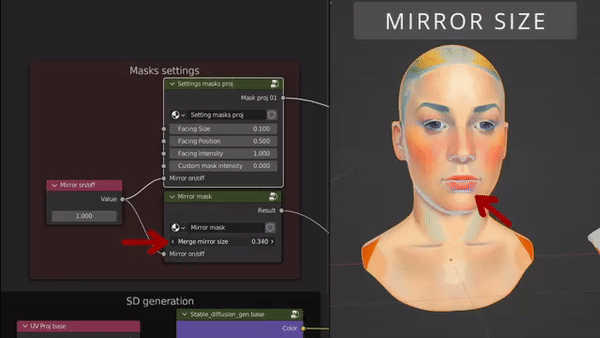 MIRROR SIZE
Masks settings
Settings masks proj
Mask proj 01
Setting masks proj
Facing Size 0.100
Facing Position 0.500
Facing Intensity 1.000
Custom mask intensity 0.000
Mirror on/off
Mirror on/off
Value
1.000
Mirror mask
Result
Mirror mask
Merge mirror size 0.340
Mirror on/off
SD generation
UV Proj base
Stable_diffusion_gen base
Color